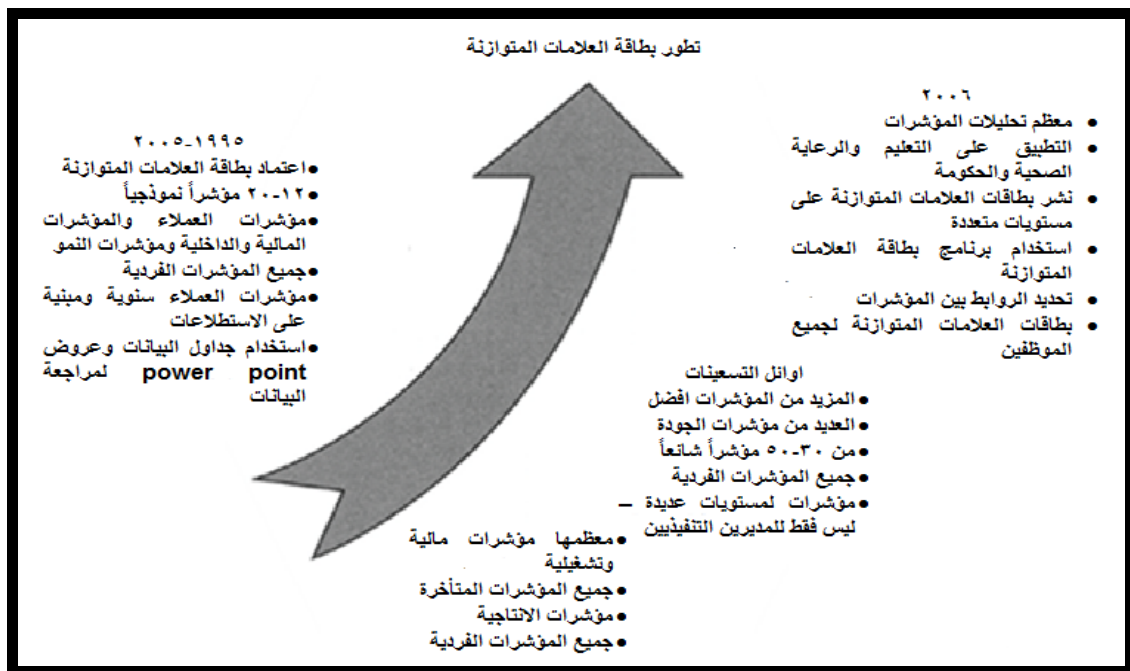 تطور بطاقة العلامات المتوازنة
٢٠٠٦
● معظم تحليلات المؤشرات
● التطبيق على التعليم والرعاية
الصحية والحكومة
● نشر بطاقات العلامات المتوازنة على
مستويات متعددة
● استخدام برنامج بطاقة العلامات
المتوازنة
● تحديد الروابط بين المؤشرات
● بطاقات العلامات المتوازنة لجميع
الموظفين
١٩٩٥-٢٠٠٥
●اعتماد بطاقة العلامات المتوازنة
●١٢-٢٠ مؤشراً نموذجياً
●مؤشرات العملاء والمؤشرات
المالية والداخلية ومؤشرات النمو
●جميع المؤشرات الفردية
●مؤشرات العملاء سنوية ومبنية
على الاستطلاعات
●استخدام جداول البيانات وعروض
power point لمراجعة
البيانات
اوائل التسعينات
●المزيد من المؤشرات افضل
●العديد من مؤشرات الجودة
●من ٣٠-٥٠ مؤشراً شائعاً
●جميع المؤشرات الفردية
●مؤشرات لمستويات عديدة –
ليس فقط للمديرين التنفيذيين
●معظمها مؤشرات مالية
وتشغيلية
●جميع المؤشرات المتأخرة
●مؤشرات الانتاجية
●جميع المؤشرات الفردية